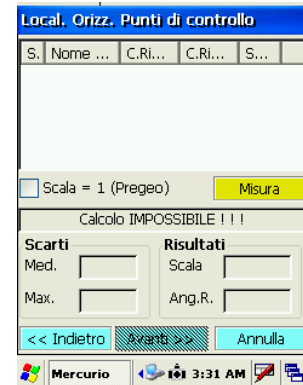 Local. Orizz. Punti di controllo
S. Nome ... C.Ri... C.Ri... S...
Scala = 1 (Pregeo) Misura
Calcolo IMPOSSIBILE ! ! !
Scarti Risultati
Med. Scala
Max. Ang.R.
<< Indietro Avanti >> Annulla
Mercurio 3:31 AM